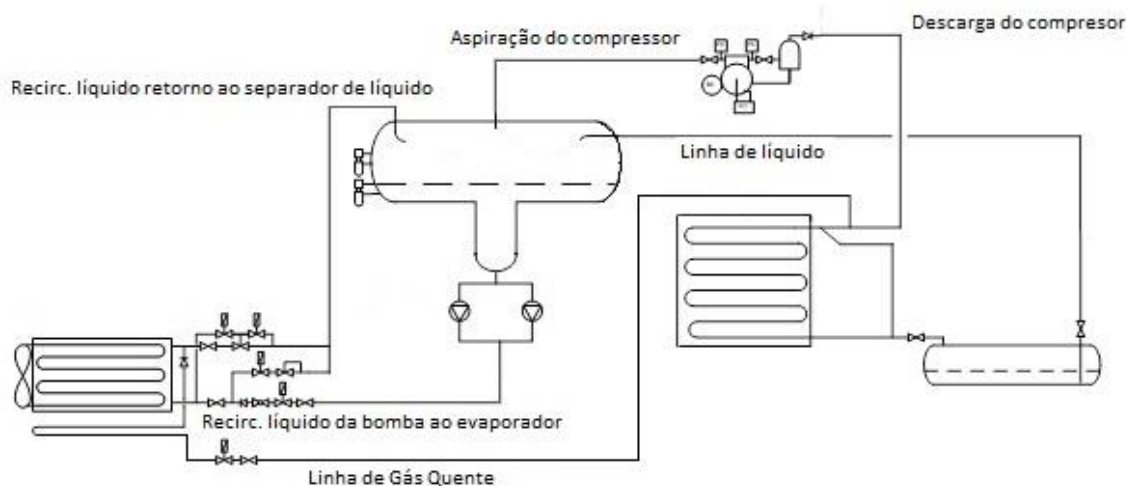 Descarga do compresor
Aspiração do compressor
Recirc. líquido retorno ao separador de líquido
Linha de líquido
Recirc. líquido da bomba ao evaporador
Linha de Gás Quente